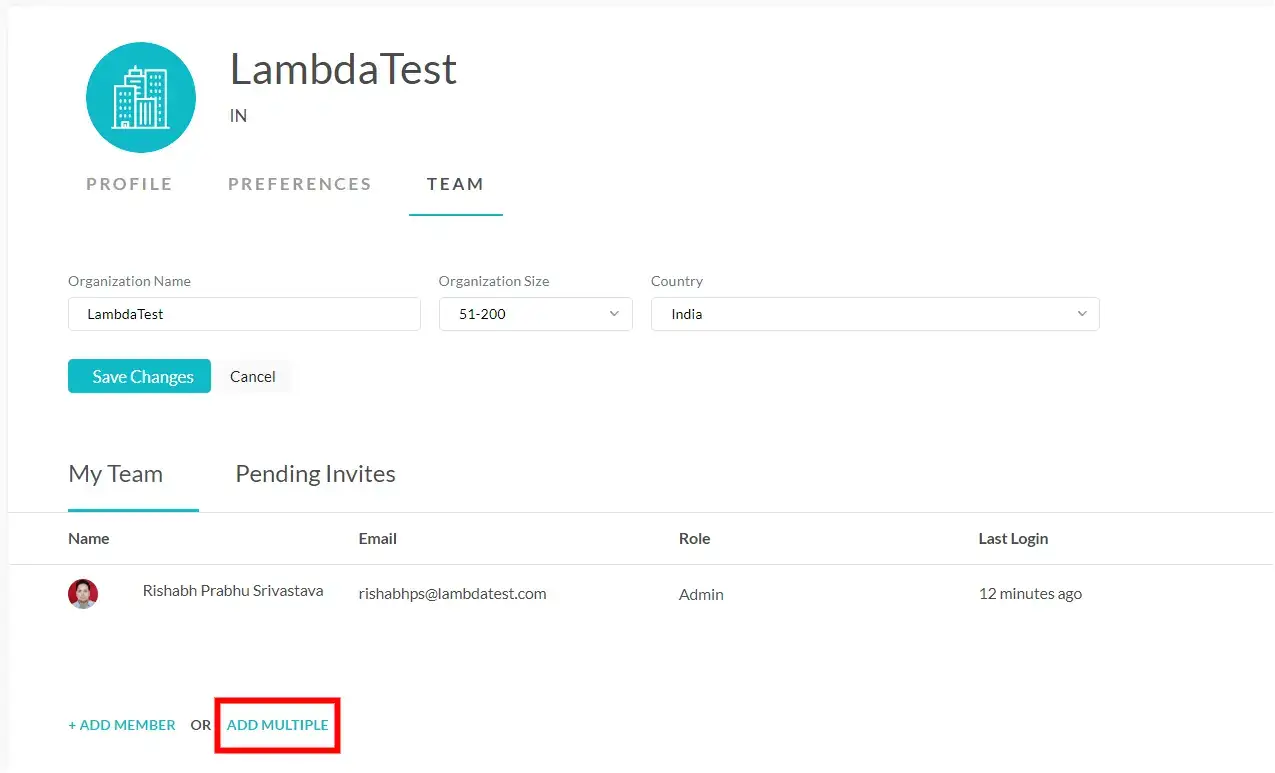 LambdaTest
IN
PROFILE PREFERENCES TEAM
Organization Name Organization Size Country
LambdaTest 51-200 India
Save Changes Cancel
My Team Pending Invites
Name Email Role Last Login
Rishabh Prabhu Srivastava rishabhps@lambdatest.com Admin 12 minutes ago
+ ADD MEMBER OR ADD MULTIPLE